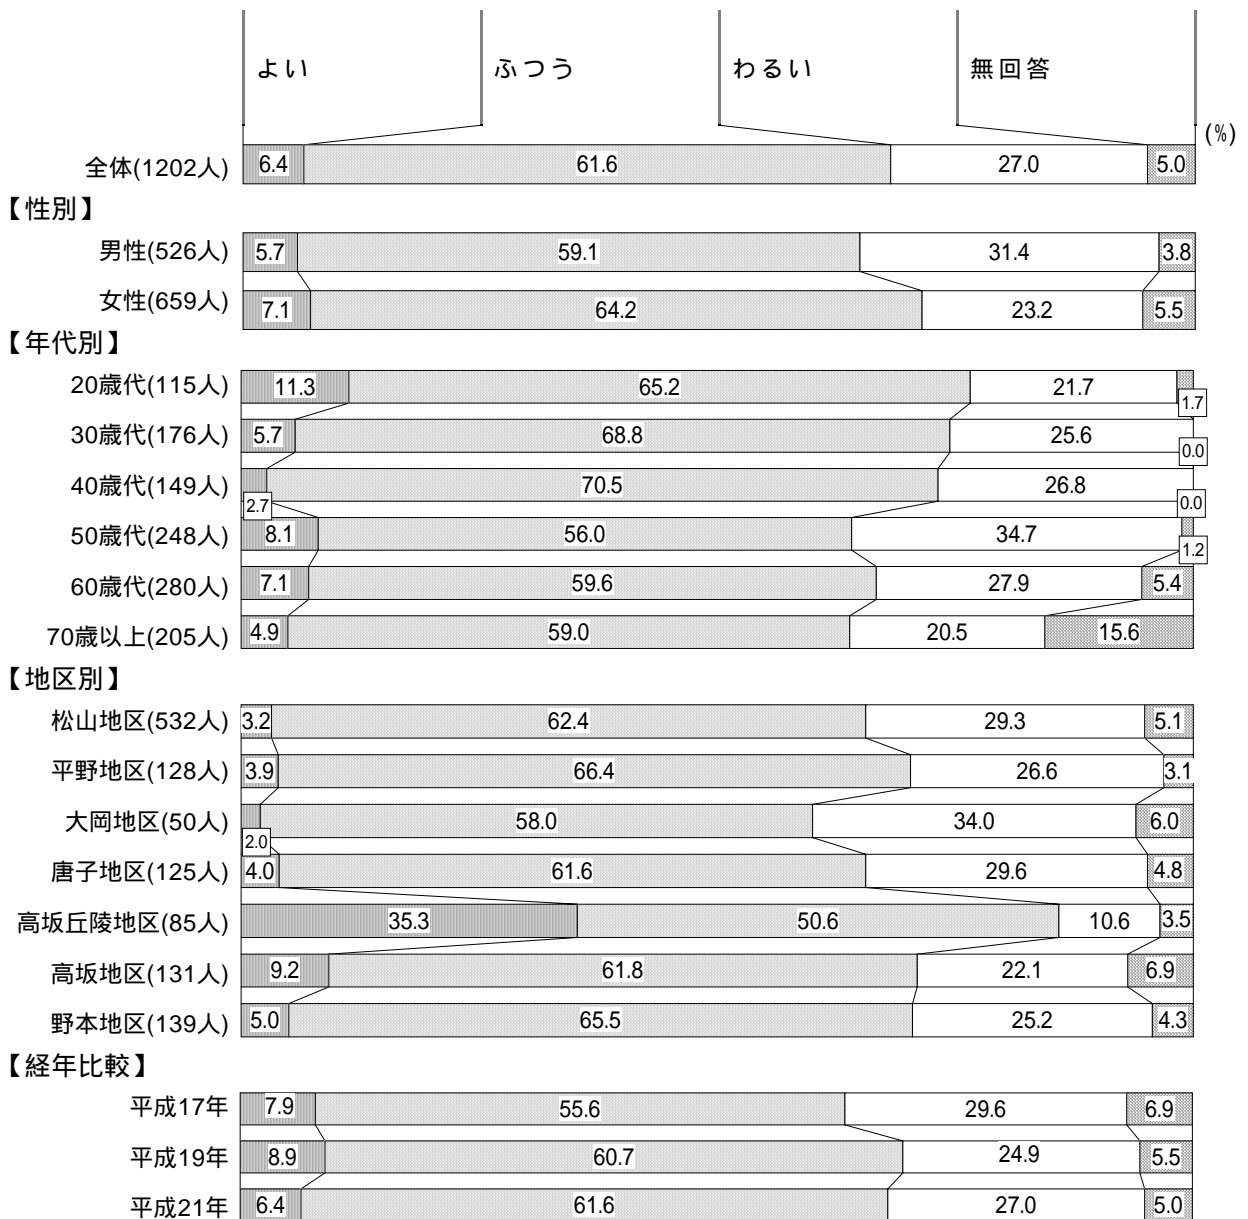 よい ふつう わるい 無回答
(%)
全体(1202人) 6.4 61.6 27.0 5.0
【性別】
男性(526人) 5.7 59.1 31.4 3.8
女性(659人) 7.1 64.2 23.2 5.5
【年代別】
20歳代(115人) 11.3 65.2 21.7 1.7
30歳代(176人) 5.7 68.8 25.6 0.0
40歳代(149人) 2.7 70.5 26.8 0.0
50歳代(248人) 8.1 56.0 34.7 1.2
60歳代(280人) 7.1 59.6 27.9 5.4
70歳以上(205人) 4.9 59.0 20.5 15.6
【地区別】
松山地区(532人) 3.2 62.4 29.3 5.1
平野地区(128人) 3.9 66.4 26.6 3.1
大岡地区(50人) 2.0 58.0 34.0 6.0
唐子地区(125人) 4.0 61.6 29.6 4.8
高坂丘陵地区(85人) 35.3 50.6 10.6 3.5
高坂地区(131人) 9.2 61.8 22.1 6.9
野本地区(139人) 5.0 65.5 25.2 4.3
【経年比較】
平成17年 7.9 55.6 29.6 6.9
平成19年 8.9 60.7 24.9 5.5
平成21年 6.4 61.6 27.0 5.0